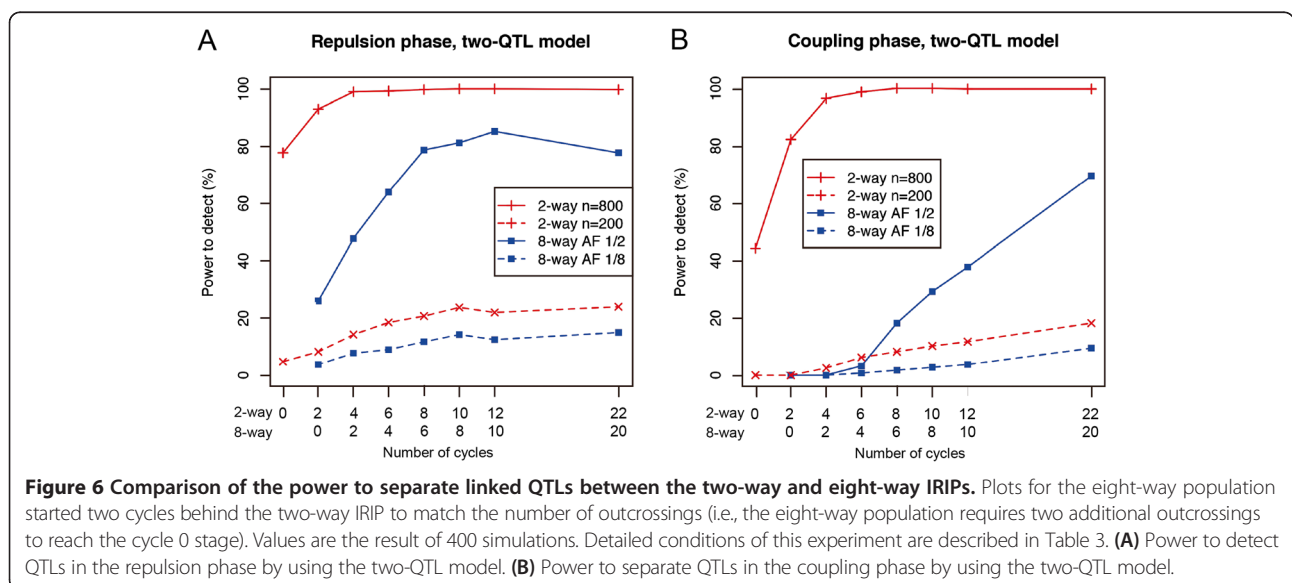 A
Repulsion phase, two-QTL model
Power to detect (%)
100
80
60
40
20
0
2-way n=800
2-way n=200
8-way AF 1/2
8-way AF 1/8
2-way 0 2 4 6 8 10 12 22
8-way 0 2 4 6 8 10 20
Number of cycles
B
Coupling phase, two-QTL model
Power to detect (%)
100
80
60
40
20
0
2-way n=800
2-way n=200
8-way AF 1/2
8-way AF 1/8
2-way 0 2 4 6 8 10 12 22
8-way 0 2 4 6 8 10 20
Number of cycles
Figure 6 Comparison of the power to separate linked QTLs between the two-way and eight-way IRIPs. Plots for the eight-way population
started two cycles behind the two-way IRIP to match the number of outcrossings (i.e., the eight-way population requires two additional outcrossings
to reach the cycle 0 stage). Values are the result of 400 simulations. Detailed conditions of this experiment are described in Table 3. (A) Power to detect
QTLs in the repulsion phase by using the two-QTL model. (B) Power to separate QTLs in the coupling phase by using the two-QTL model.